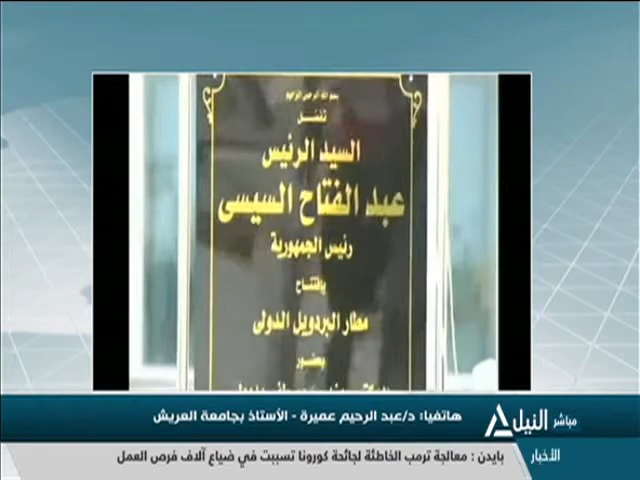 بسم الله الرحمن الرحيم
تفضل
السيد الرئيس
عبد الفتاح السيسى
رئيس الجمهورية
بإفتتاح
مطار البردويل الدولى
بحضور
هاتفيا: د/عبد الرحيم عميرة - الأستاذ بجامعة العريش
النيل مباشر
بايدن : معالجة ترمب الخاطئة لجائحة كورونا تسببت في ضياع آلاف فرص العمل
الأخبار